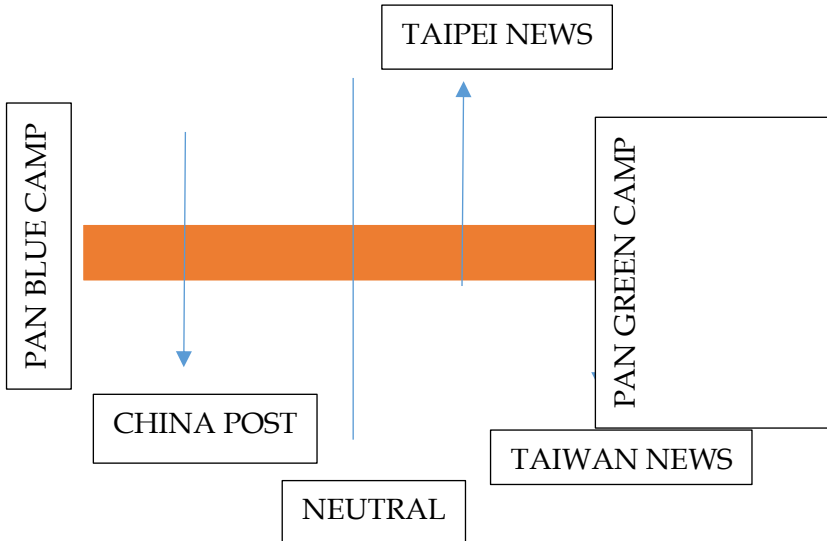 TAIPEI NEWS
PAN BLUE CAMP
PAN GREEN CAMP
CHINA POST
TAIWAN NEWS
NEUTRAL